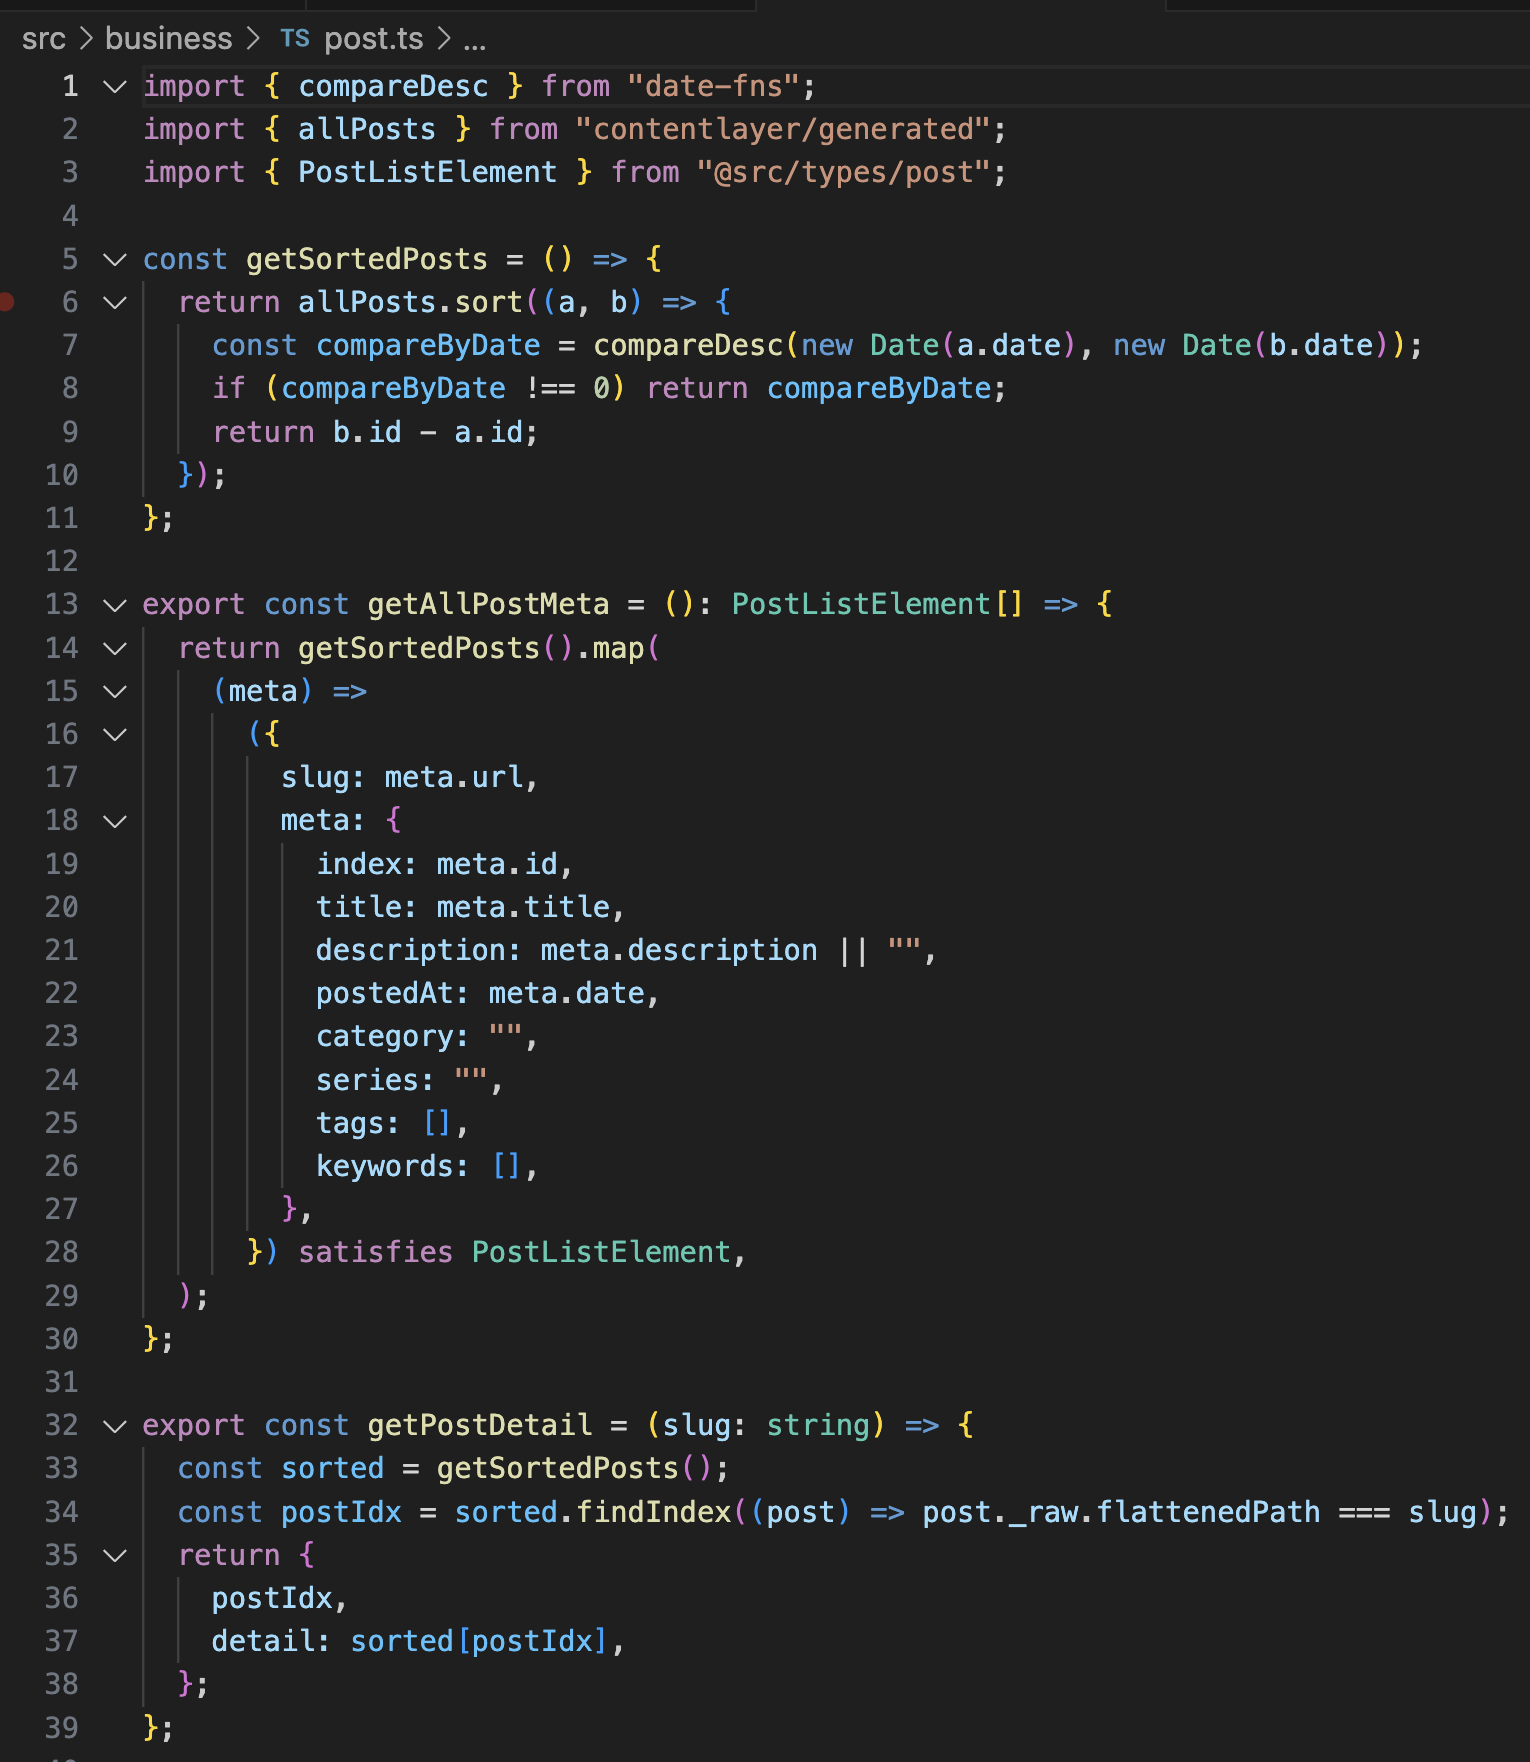 src > business > TS post.ts > ...
1 import { compareDesc } from "date-fns";
2 import { allPosts } from "contentlayer/generated";
3 import { PostListElement } from "@src/types/post";
4
5 const getSortedPosts = () => {
6   return allPosts.sort((a, b) => {
7     const compareByDate = compareDesc(new Date(a.date), new Date(b.date));
8     if (compareByDate !== 0) return compareByDate;
9     return b.id - a.id;
10   });
11 };
12
13 export const getAllPostMeta = (): PostListElement[] => {
14   return getSortedPosts().map(
15     (meta) =>
16       ({
17         slug: meta.url,
18         meta: {
19           index: meta.id,
20           title: meta.title,
21           description: meta.description || "",
22           postedAt: meta.date,
23           category: "",
24           series: "",
25           tags: [],
26           keywords: [],
27         },
28       }) satisfies PostListElement,
29   );
30 };
31
32 export const getPostDetail = (slug: string) => {
33   const sorted = getSortedPosts();
34   const postIdx = sorted.findIndex((post) => post._raw.flattenedPath === slug);
35   return {
36     postIdx,
37     detail: sorted[postIdx],
38   };
39 };